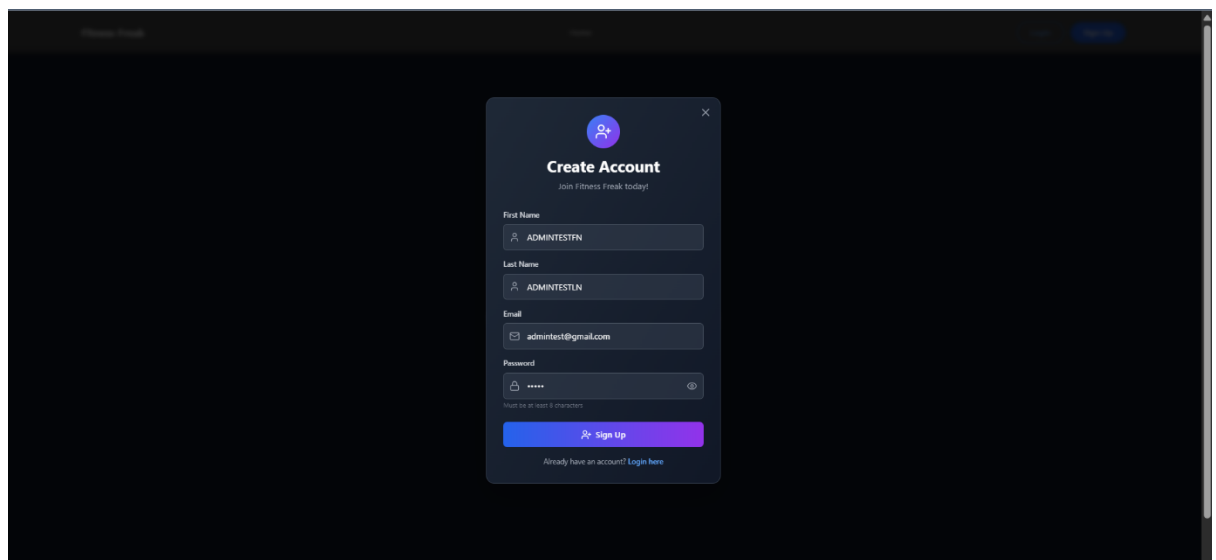 Fitness Freak
Create Account
Join Fitness Freak today!
First Name
ADMINTESTFN
Last Name
ADMINTESTLN
Email
admintest@gmail.com
Password
•••••
Must be at least 6 characters
Sign Up
Already have an account? Login here